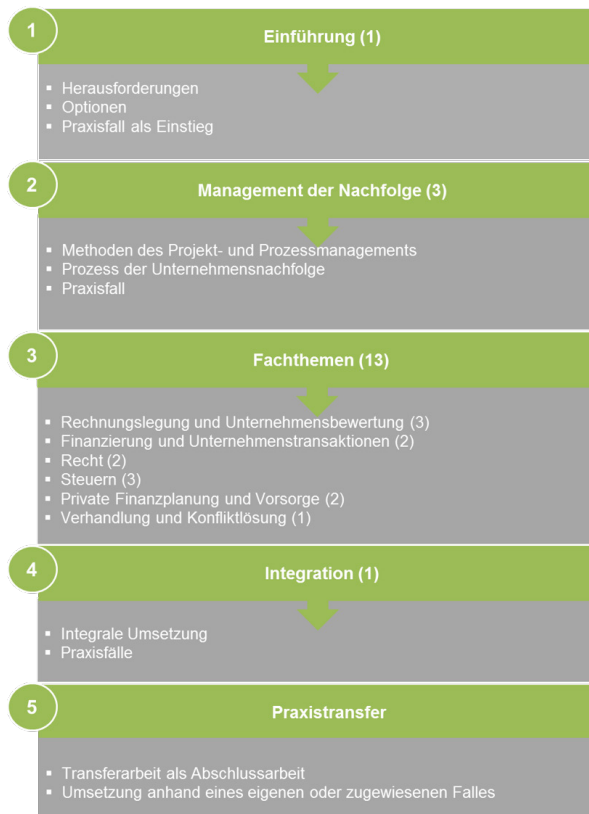 1
Einführung (1)
▪ Herausforderungen
▪ Optionen
▪ Praxisfall als Einstieg
2
Management der Nachfolge (3)
▪ Methoden des Projekt- und Prozessmanagements
▪ Prozess der Unternehmensnachfolge
▪ Praxisfall
3
Fachthemen (13)
▪ Rechnungslegung und Unternehmensbewertung (3)
▪ Finanzierung und Unternehmenstransaktionen (2)
▪ Recht (2)
▪ Steuern (3)
▪ Private Finanzplanung und Vorsorge (2)
▪ Verhandlung und Konfliktlösung (1)
4
Integration (1)
▪ Integrale Umsetzung
▪ Praxisfälle
5
Praxistransfer
▪ Transferarbeit als Abschlussarbeit
▪ Umsetzung anhand eines eigenen oder zugewiesenen Falles